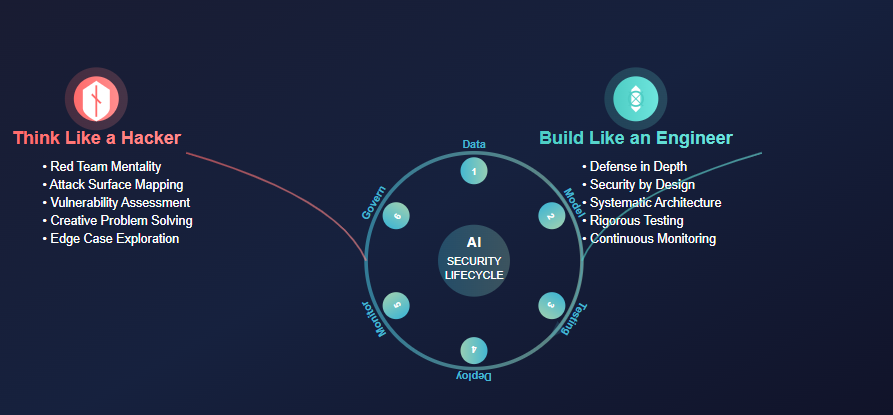 Think Like a Hacker
• Red Team Mentality
• Attack Surface Mapping
• Vulnerability Assessment
• Creative Problem Solving
• Edge Case Exploration
Data
1
Model
2
Testing
3
Deploy
4
Monitor
5
Govern
6
AI
SECURITY
LIFECYCLE
Build Like an Engineer
• Defense in Depth
• Security by Design
• Systematic Architecture
• Rigorous Testing
• Continuous Monitoring